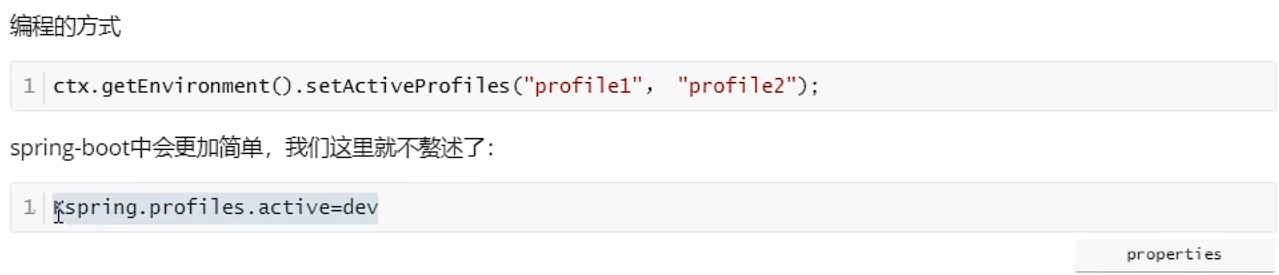 编程的方式
1 ctx.getEnvironment().setActiveProfiles("profile1", "profile2");
spring-boot中会更加简单，我们这里就不赘述了：
1 spring.profiles.active=dev
properties